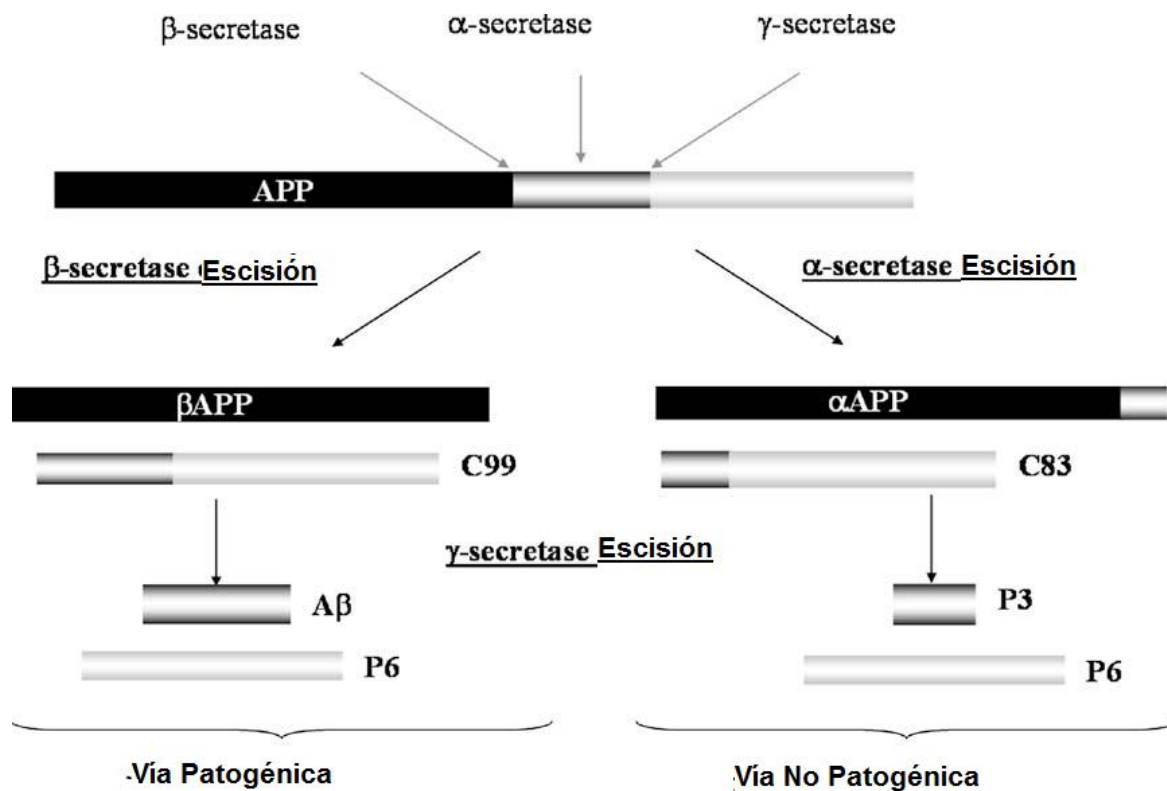 β-secretase α-secretase γ-secretase
APP
β-secretase Escisión
α-secretase Escisión
βAPP
αAPP
C99
C83
γ-secretase Escisión
Aβ
P3
P6
P6
-Vía Patogénica
Vía No Patogénica